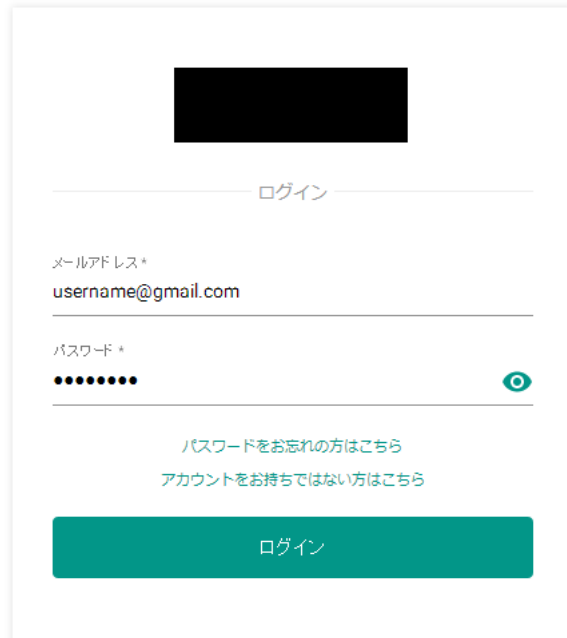 ログイン
メールアドレス *
username@gmail.com
パスワード *
••••••••
パスワードをお忘れの方はこちら
アカウントをお持ちではない方はこちら
ログイン